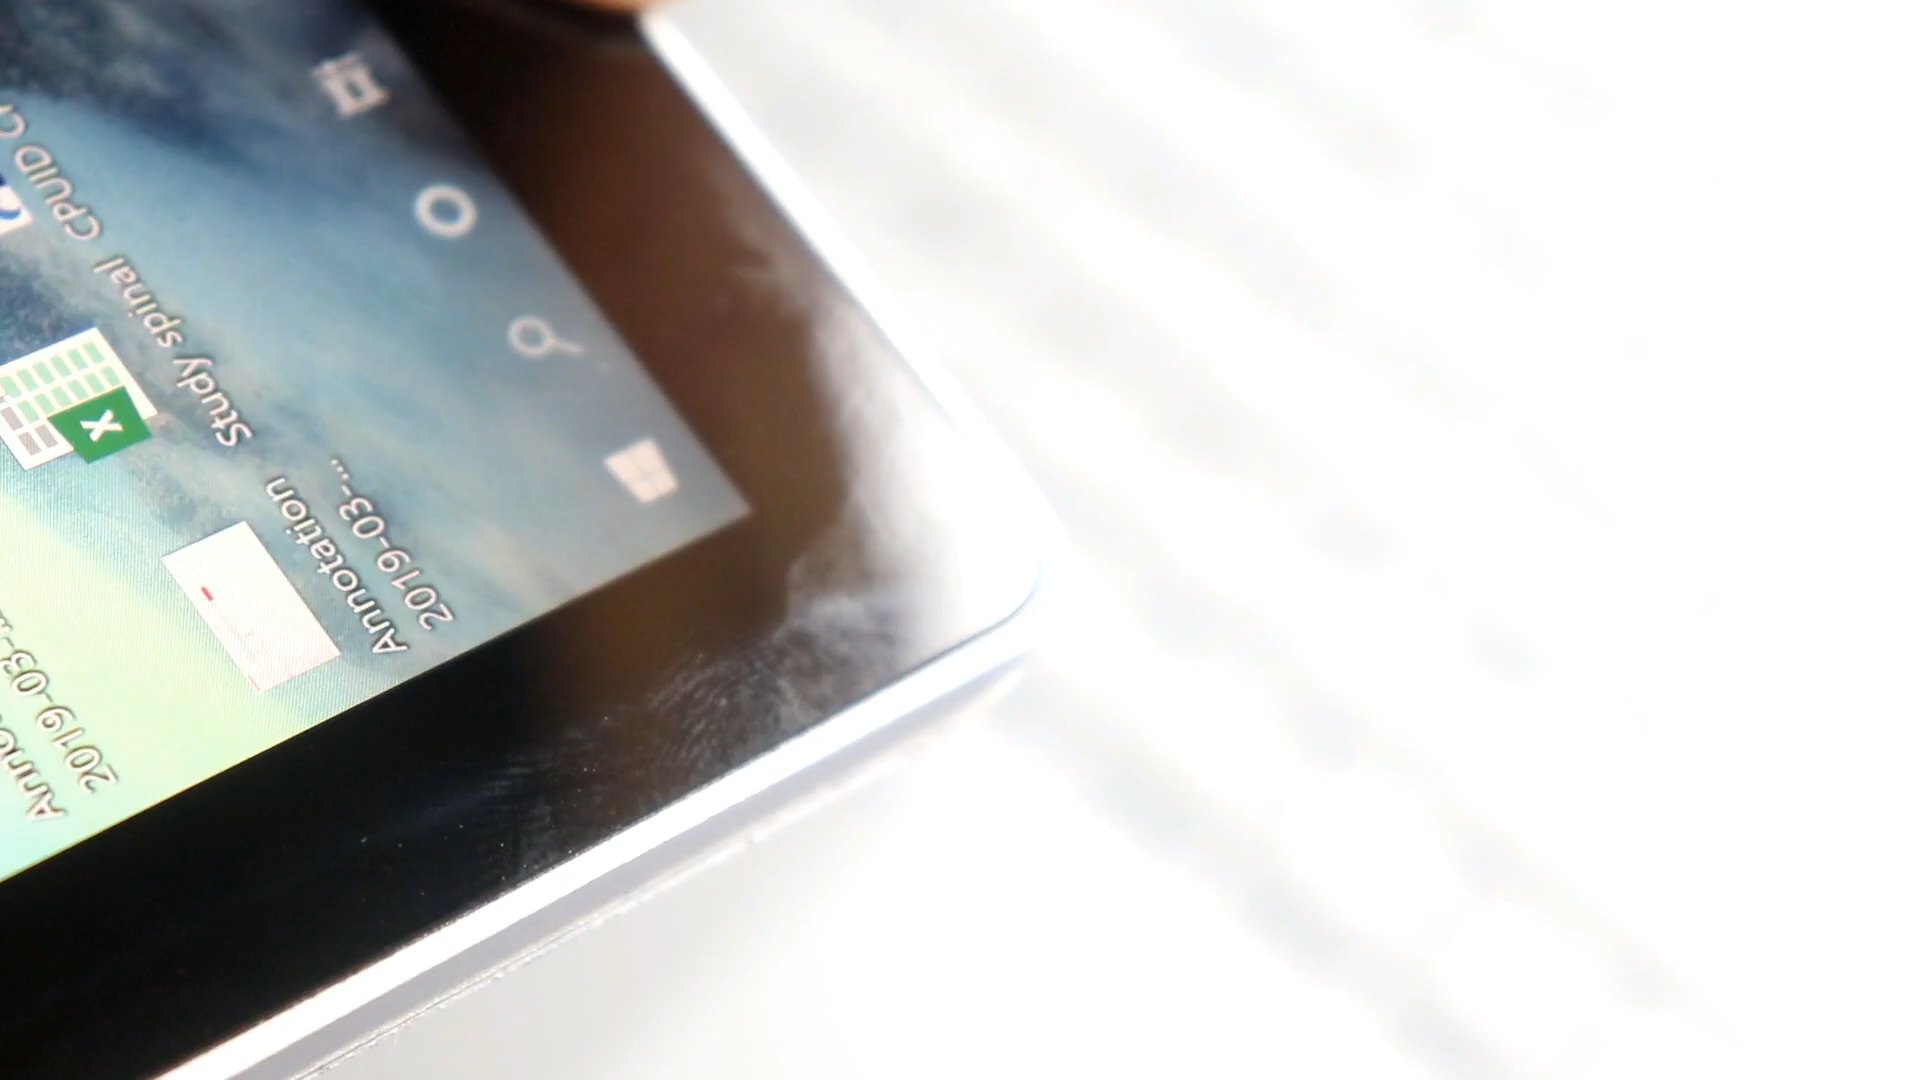 CPUID C
Study spinal
Annotation
2019-03-...
2019-03-...
X